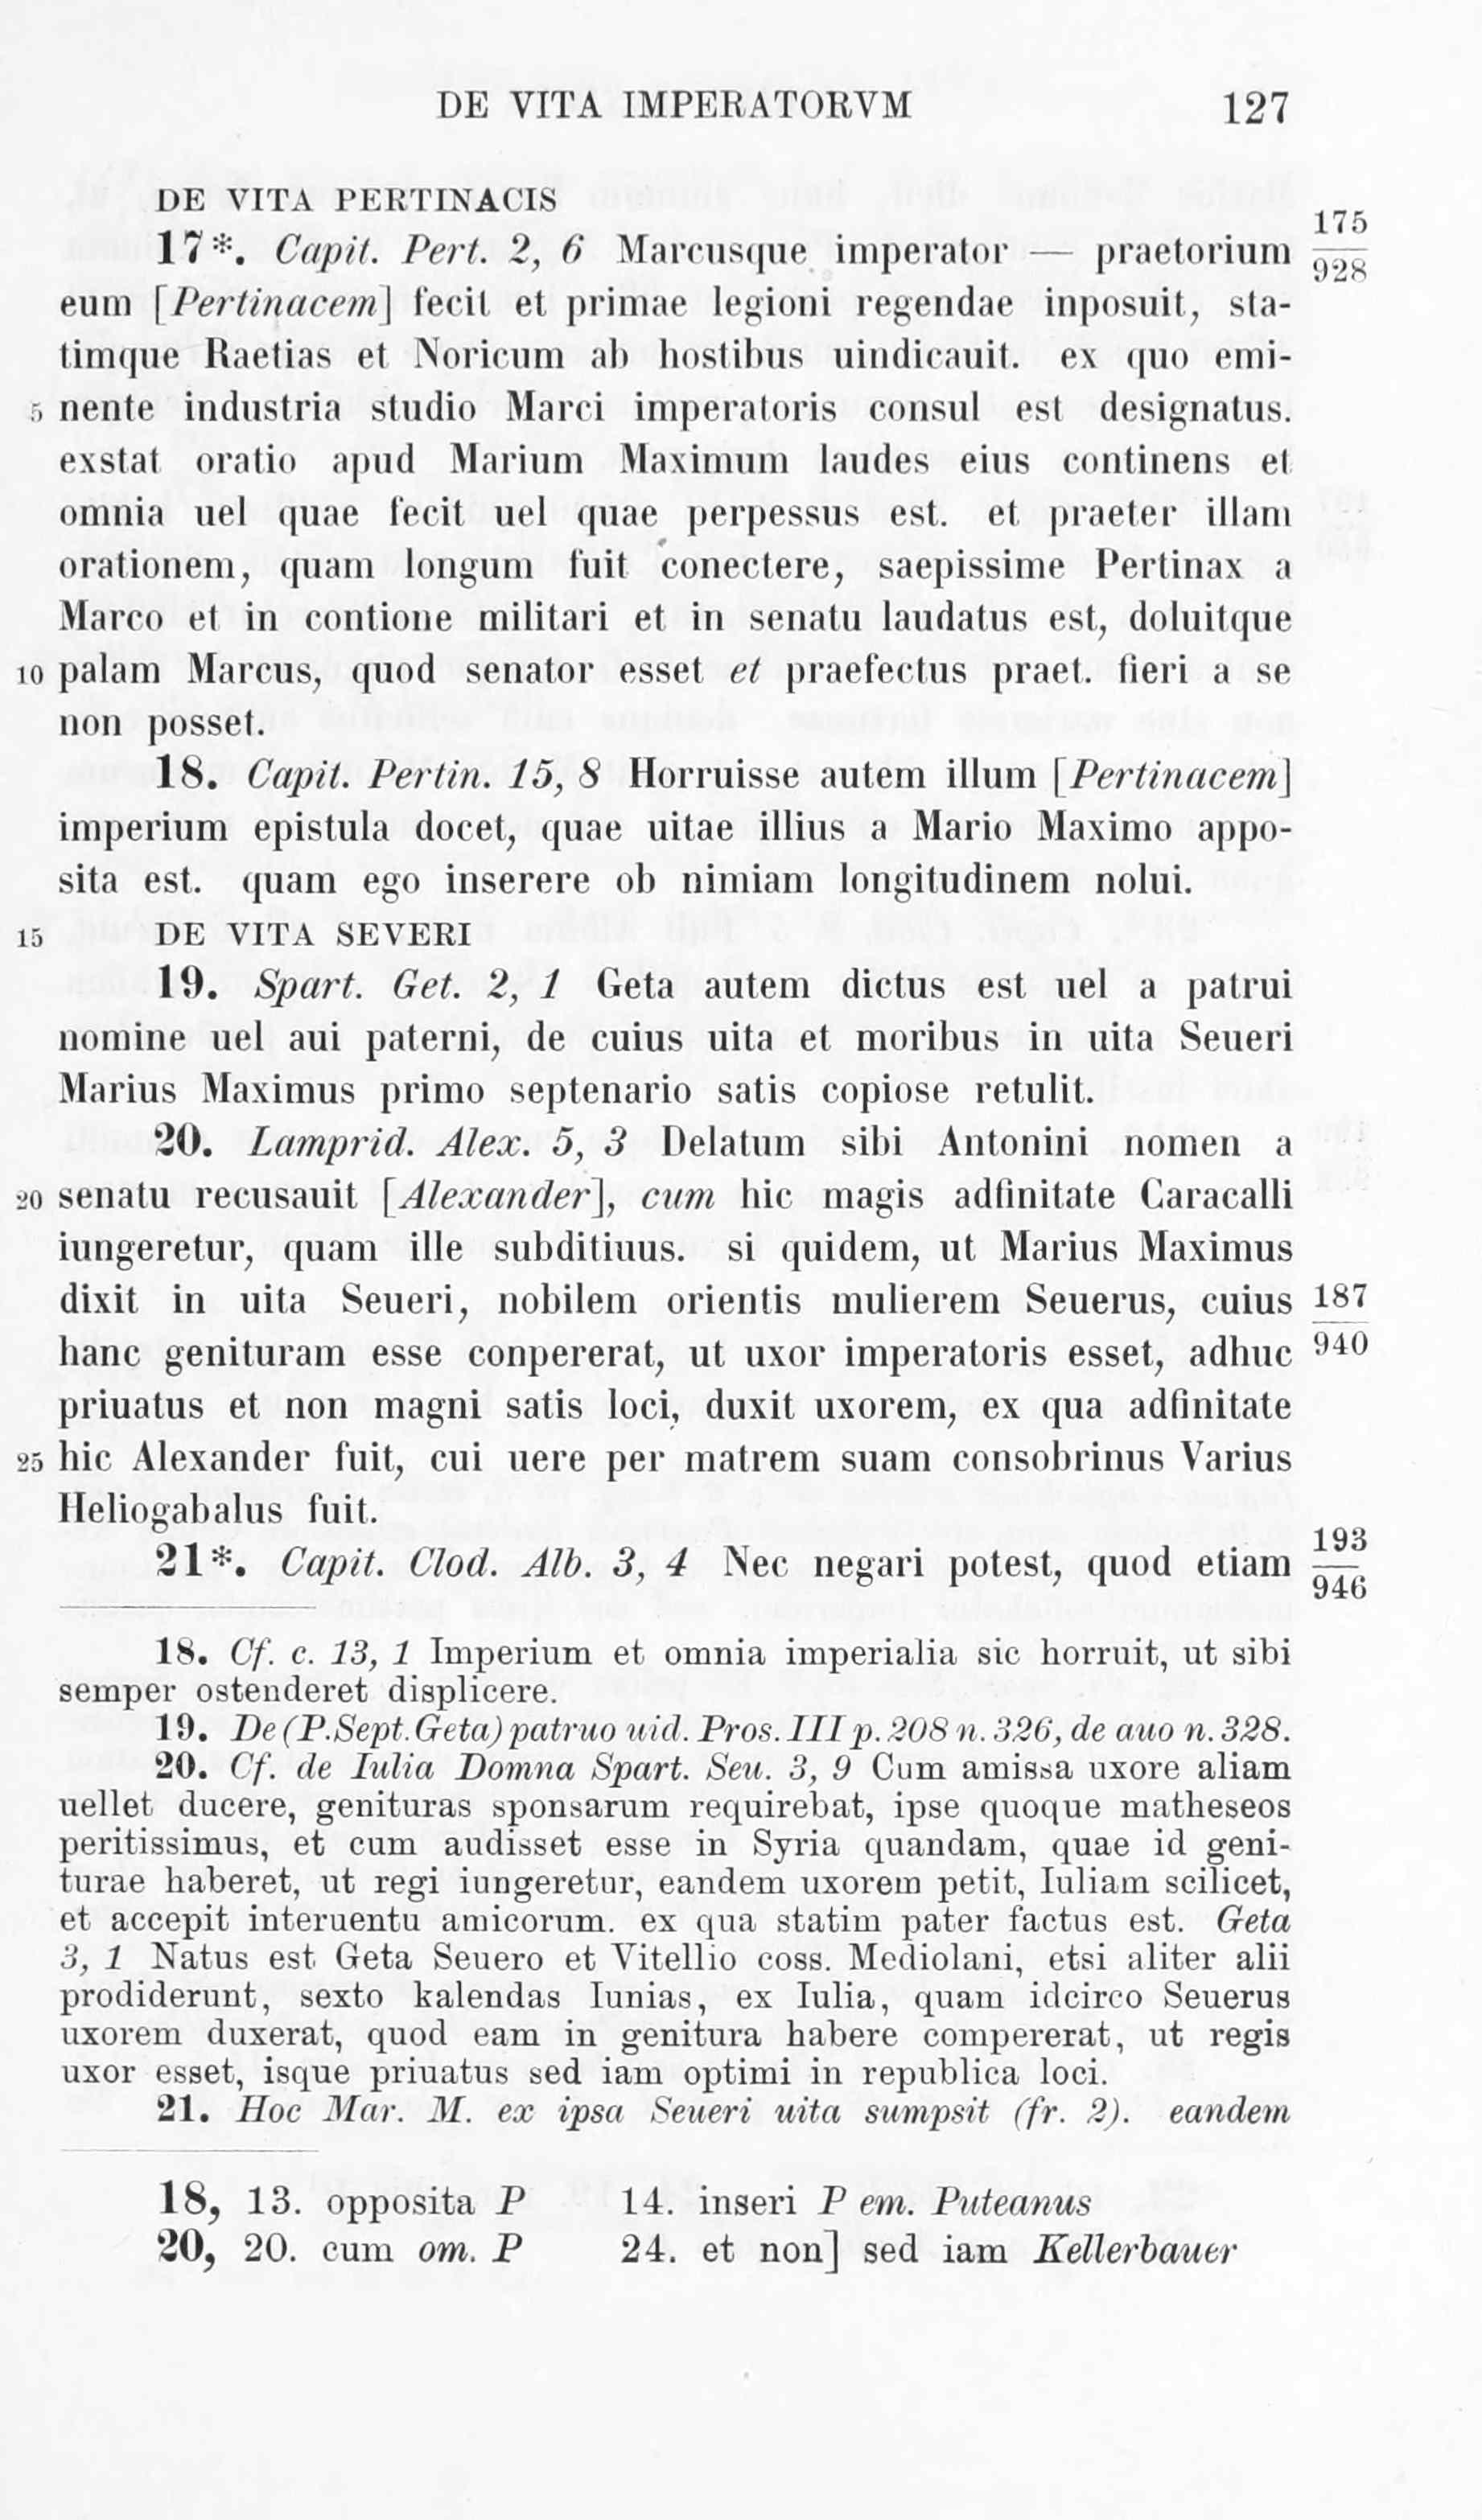 DE VITA IMPERATORVM 127
DE VITA PERTINACIS
17*. Capit. Pert. 2, 6 Marcusque imperator — praetorium 175/928
eum [Pertinacem] fecit et primae legioni regendae inposuit, sta-
timque Raetias et Noricum ab hostibus uindicauit. ex quo emi-
5 nente industria studio Marci imperatoris consul est designatus.
exstat oratio apud Marium Maximum laudes eius continens et
omnia uel quae fecit uel quae perpessus est. et praeter illam
orationem, quam longum fuit conectere, saepissime Pertinax a
Marco et in contione militari et in senatu laudatus est, doluitque
10 palam Marcus, quod senator esset et praefectus praet. fieri a se
non posset.
18. Capit. Pertin. 15, 8 Horruisse autem illum [Pertinacem]
imperium epistula docet, quae uitae illius a Mario Maximo appo-
sita est. quam ego inserere ob nimiam longitudinem nolui.
15 DE VITA SEVERI
19. Spart. Get. 2, 1 Geta autem dictus est uel a patrui
nomine uel aui paterni, de cuius uita et moribus in uita Seueri
Marius Maximus primo septenario satis copiose retulit.
20. Lamprid. Alex. 5, 3 Delatum sibi Antonini nomen a
20 senatu recusauit [Alexander], cum hic magis adfinitate Caracalli
iungeretur, quam ille subditiuus. si quidem, ut Marius Maximus
dixit in uita Seueri, nobilem orientis mulierem Seuerus, cuius 187
hanc genituram esse conpererat, ut uxor imperatoris esset, adhuc 940
priuatus et non magni satis loci, duxit uxorem, ex qua adfinitate
25 hic Alexander fuit, cui uere per matrem suam consobrinus Varius
Heliogabalus fuit.
21*. Capit. Clod. Alb. 3, 4 Nec negari potest, quod etiam 193/946
18. Cf. c. 13, 1 Imperium et omnia imperialia sic horruit, ut sibi
semper ostenderet displicere.
19. De (P. Sept. Geta) patruo uid. Pros. III p. 208 n. 326, de auo n. 328.
20. Cf. de Iulia Domna Spart. Seu. 3, 9 Cum amissa uxore aliam
uellet ducere, genituras sponsarum requirebat, ipse quoque matheseos
peritissimus, et cum audisset esse in Syria quandam, quae id geni-
turae haberet, ut regi iungeretur, eandem uxorem petit, Iuliam scilicet,
et accepit interuentu amicorum. ex qua statim pater factus est. Geta
3, 1 Natus est Geta Seuero et Vitellio coss. Mediolani, etsi aliter alii
prodiderunt, sexto kalendas Iunias, ex Iulia, quam idcirco Seuerus
uxorem duxerat, quod eam in genitura habere compererat, ut regis
uxor esset, isque priuatus sed iam optimi in republica loci.
21. Hoc Mar. M. ex ipsa Seueri uita sumpsit (fr. 2). eandem
18, 13. opposita P 14. inseri P em. Puteanus
20, 20. cum om. P 24. et non] sed iam Kellerbauer